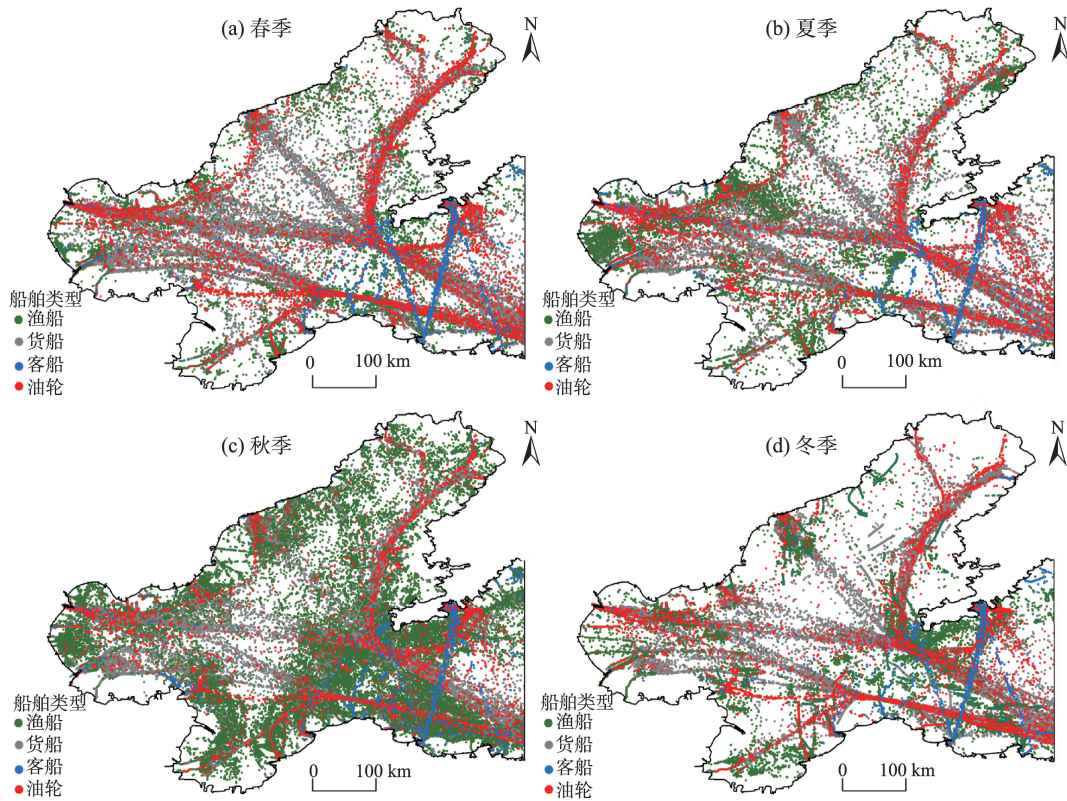 (a) 春季
N
船舶类型
渔船
货船
客船
油轮
0 100 km
(b) 夏季
N
船舶类型
渔船
货船
客船
油轮
0 100 km
(c) 秋季
N
船舶类型
渔船
货船
客船
油轮
0 100 km
(d) 冬季
N
船舶类型
渔船
货船
客船
油轮
0 100 km